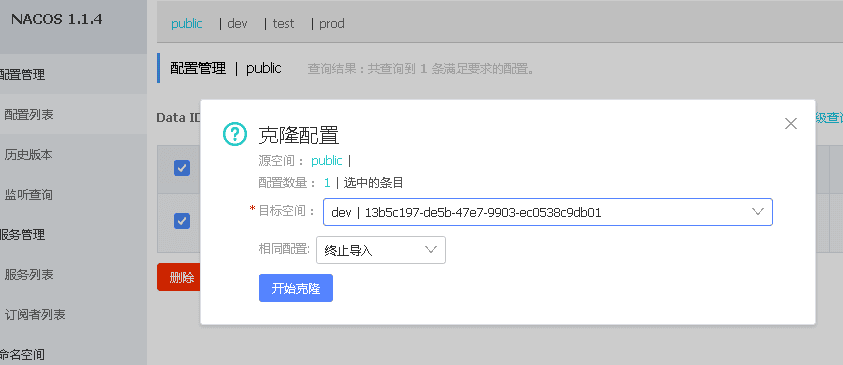 NACOS 1.1.4
public | dev | test | prod
配置管理 | public 查询结果：共查询到 1 条满足要求的配置。
配置管理
配置列表
历史版本
监听查询
服务管理
服务列表
订阅者列表
命名空间
Data ID
级查询
删除
克隆配置
源空间： public |
配置数量： 1 | 选中的条目
* 目标空间： dev | 13b5c197-de5b-47e7-9903-ec0538c9db01
相同配置: 终止导入
开始克隆